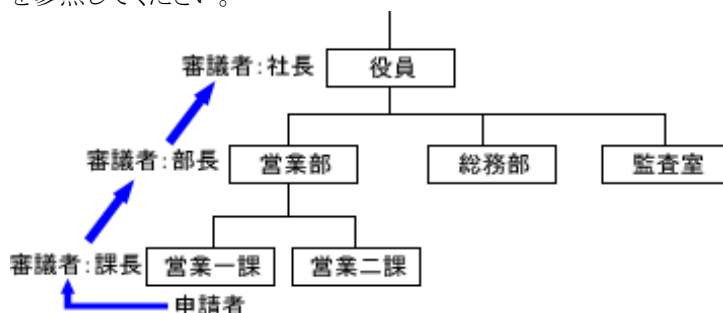 を参照してください。
審議者:社長 役員
審議者:部長 営業部 総務部 監査室
審議者:課長 営業一課 営業二課
申請者